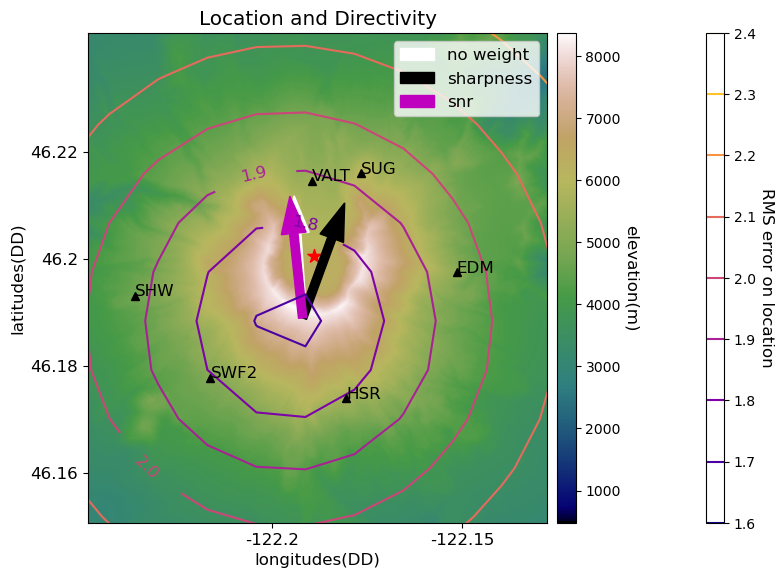 Location and Directivity
no weight
sharpness
snr
latitudes(DD)
46.22
46.2
46.18
46.16
1.9
1.8
2.0
VALT
SUG
EDM
SHW
SWF2
HSR
-122.2
-122.15
longitudes(DD)
8000
7000
6000
5000
4000
3000
2000
1000
elevation(m)
2.4
2.3
2.2
2.1
2.0
1.9
1.8
1.7
1.6
RMS error on location